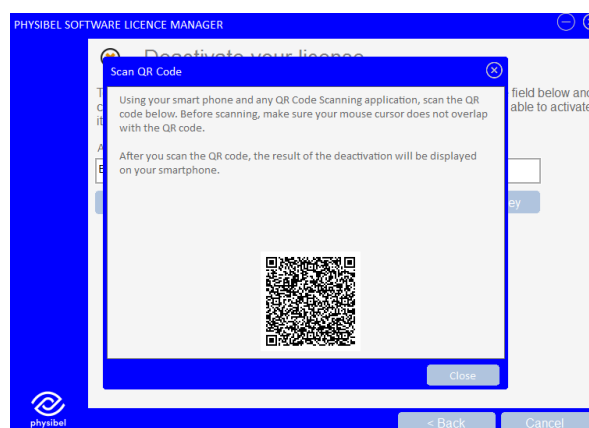 PHYSIBEL SOFTWARE LICENCE MANAGER
Deactivate your licence
Scan QR Code
field below and
able to activate
Using your smart phone and any QR Code Scanning application, scan the QR
code below. Before scanning, make sure your mouse cursor does not overlap
with the QR code.
After you scan the QR code, the result of the deactivation will be displayed
on your smartphone.
Close
physibel
< Back
Cancel